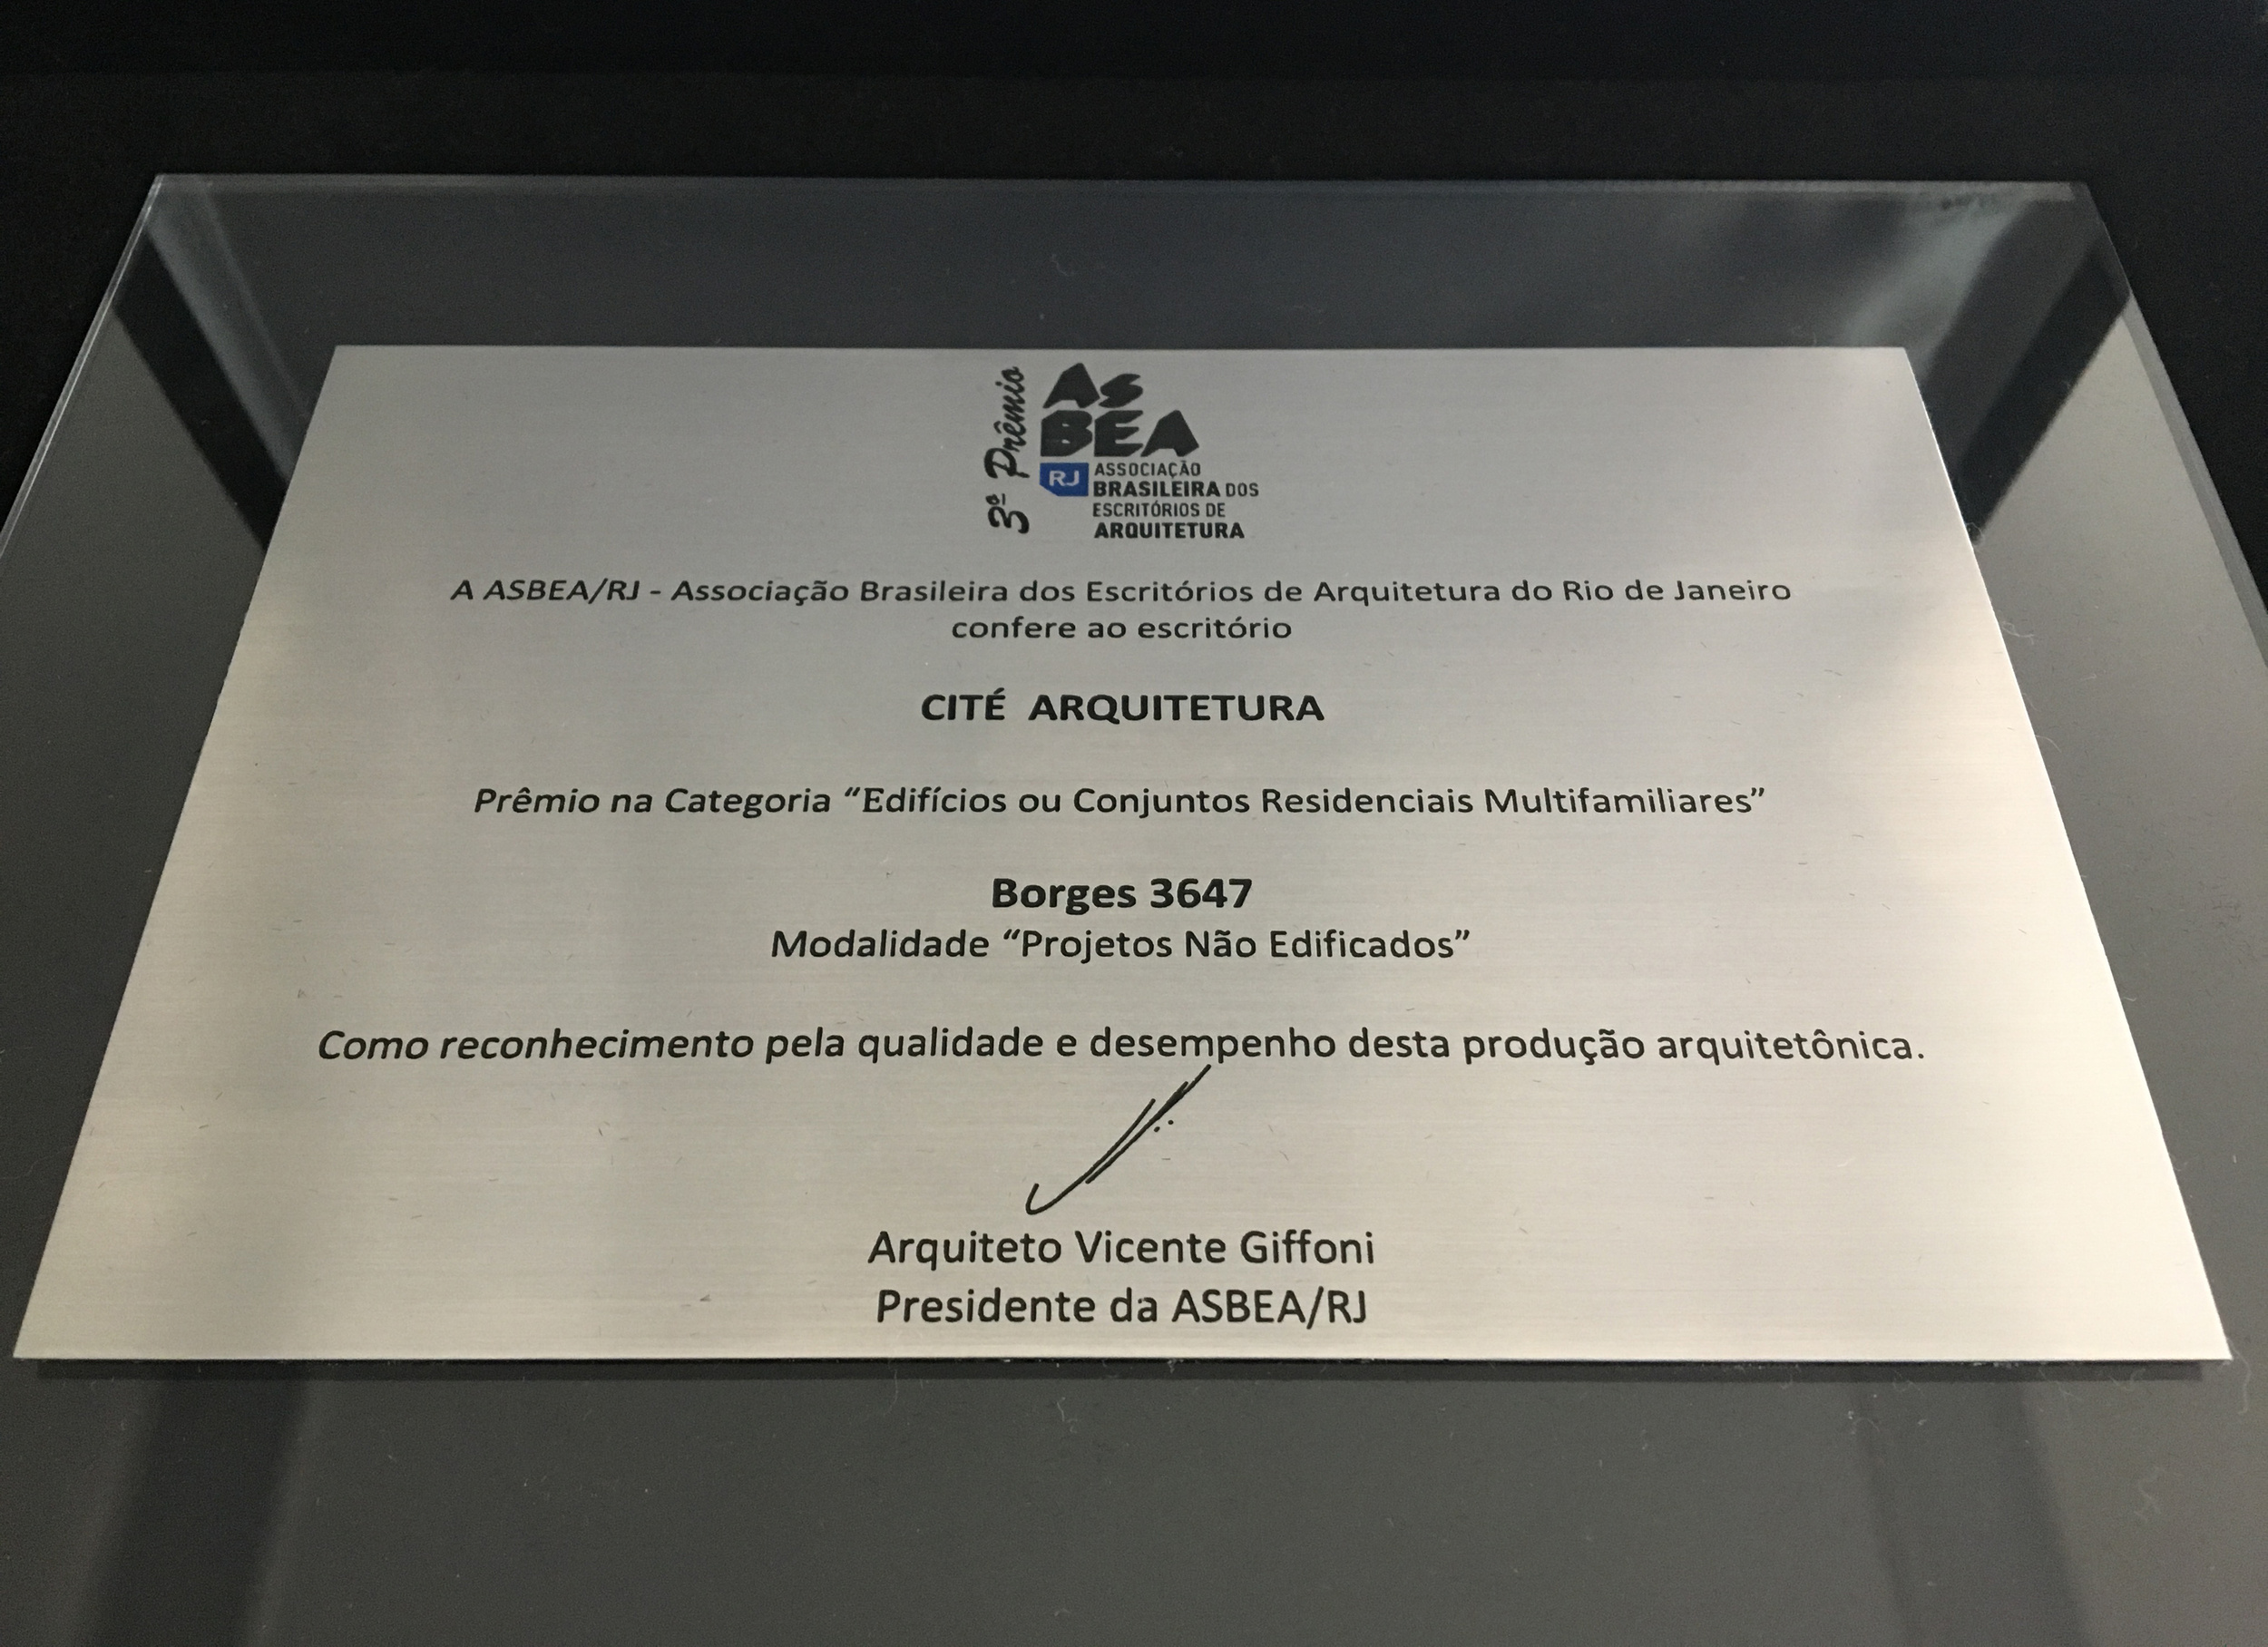 3º Prêmio
AS
BEA
RJ
ASSOCIAÇÃO
BRASILEIRA DOS
ESCRITÓRIOS DE
ARQUITETURA
A ASBEA/RJ - Associação Brasileira dos Escritórios de Arquitetura do Rio de Janeiro
confere ao escritório
CITÉ ARQUITETURA
Prêmio na Categoria “Edifícios ou Conjuntos Residenciais Multifamiliares”
Borges 3647
Modalidade “Projetos Não Edificados”
Como reconhecimento pela qualidade e desempenho desta produção arquitetônica.
Arquiteto Vicente Giffoni
Presidente da ASBEA/RJ